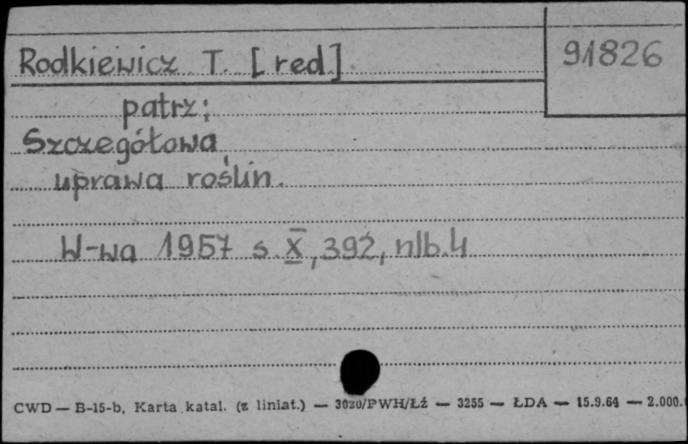 Rodkiewicz T. [red]
91826
patrz:
Szczegółowa
uprawa roślin.
W-wa 1957 s. X, 392, nlb. 4
CWD — B-15-b, Karta katal. (z liniat.) — 3020/PWH/Łź — 3255 — ŁDA — 15.9.64 — 2.000.